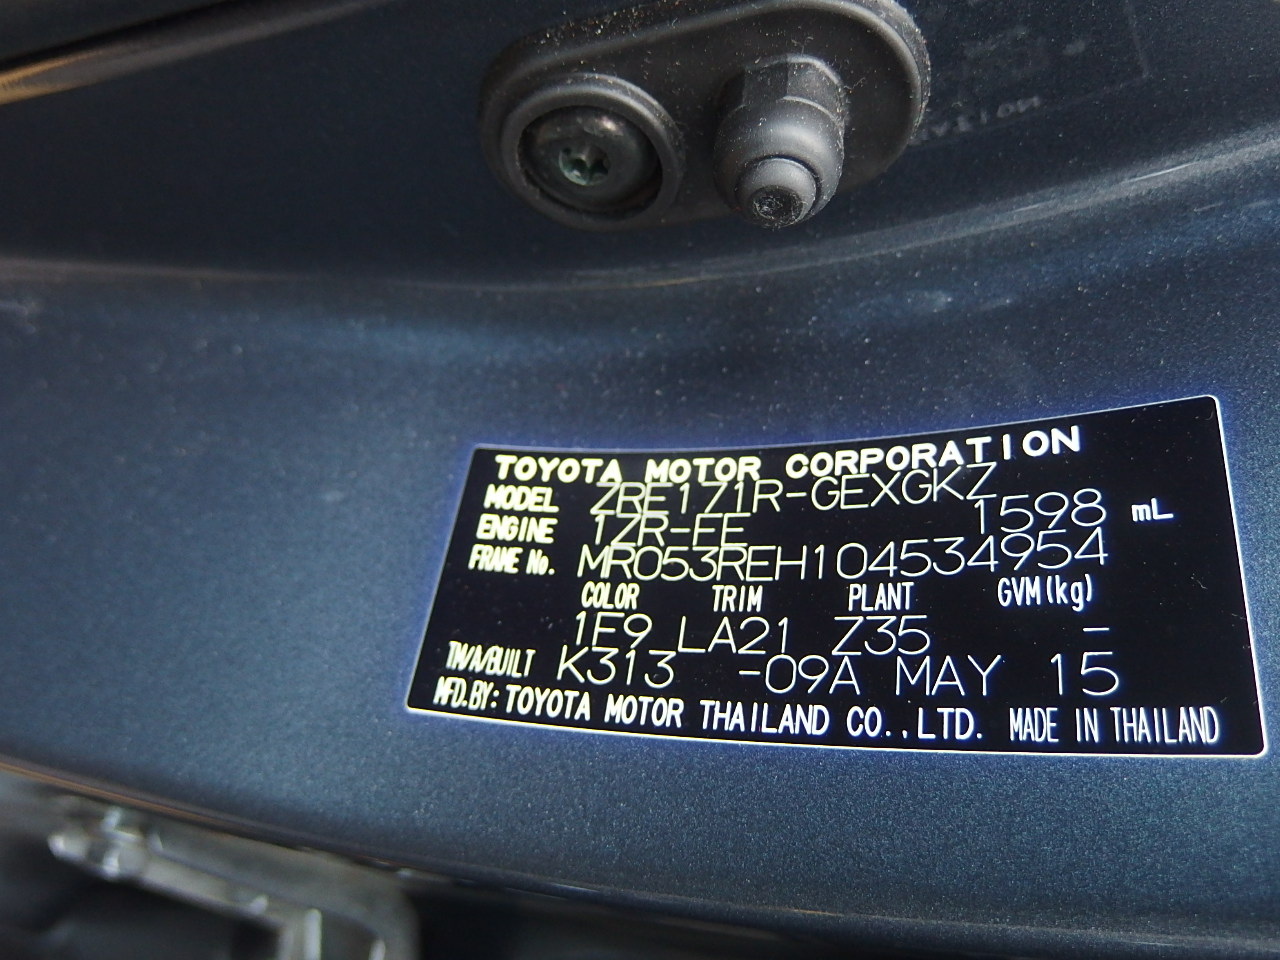 TOYOTA MOTOR CORPORATION
MODEL ZRE171R-GEXGKZ
ENGINE 1ZR-FE 1598 mL
FRAME No. MR053REH104534954
COLOR TRIM PLANT GVM(kg)
1F9 LA21 Z35 -
TM/A/BUILT K313 -09A MAY 15
MFD.BY: TOYOTA MOTOR THAILAND CO.,LTD. MADE IN THAILAND